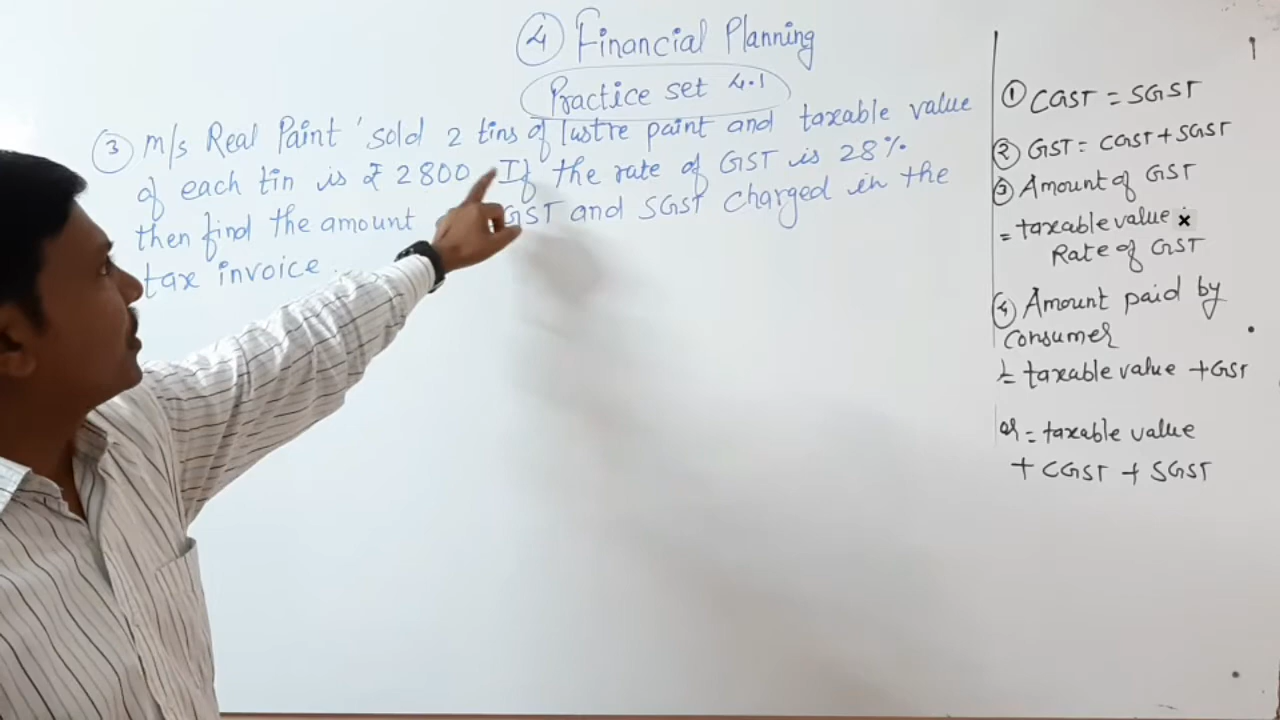 ④ Financial Planning
Practice set 4.1
③ M/s Real Paint 'sold 2 tins of lustre paint and taxable value
of each tin is ₹ 2800 If the rate of GST is 28%
then find the amount GST and SGST charged in the
tax invoice.
① CGST = SGST
② GST = CGST + SGST
③ Amount of GST
= taxable value ×
Rate of GST
④ Amount paid by
consumer
= taxable value + GST
or = taxable value
+ CGST + SGST